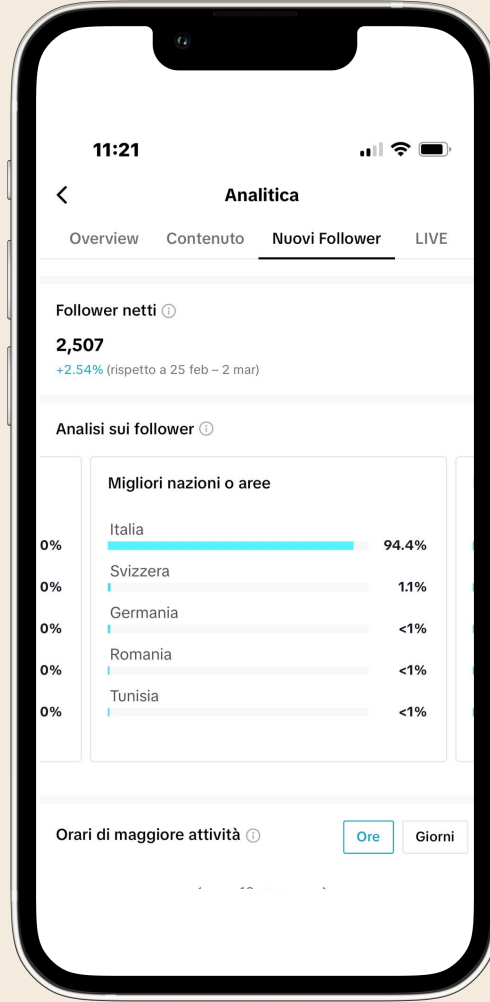 11:21
Analitica
Overview Contenuto Nuovi Follower LIVE
Follower netti
2,507
+2.54% (rispetto a 25 feb – 2 mar)
Analisi sui follower
Migliori nazioni o aree
Italia
0% 94.4%
Svizzera
0% 1.1%
Germania
0% <1%
Romania
0% <1%
Tunisia
0% <1%
Orari di maggiore attività
Ore Giorni